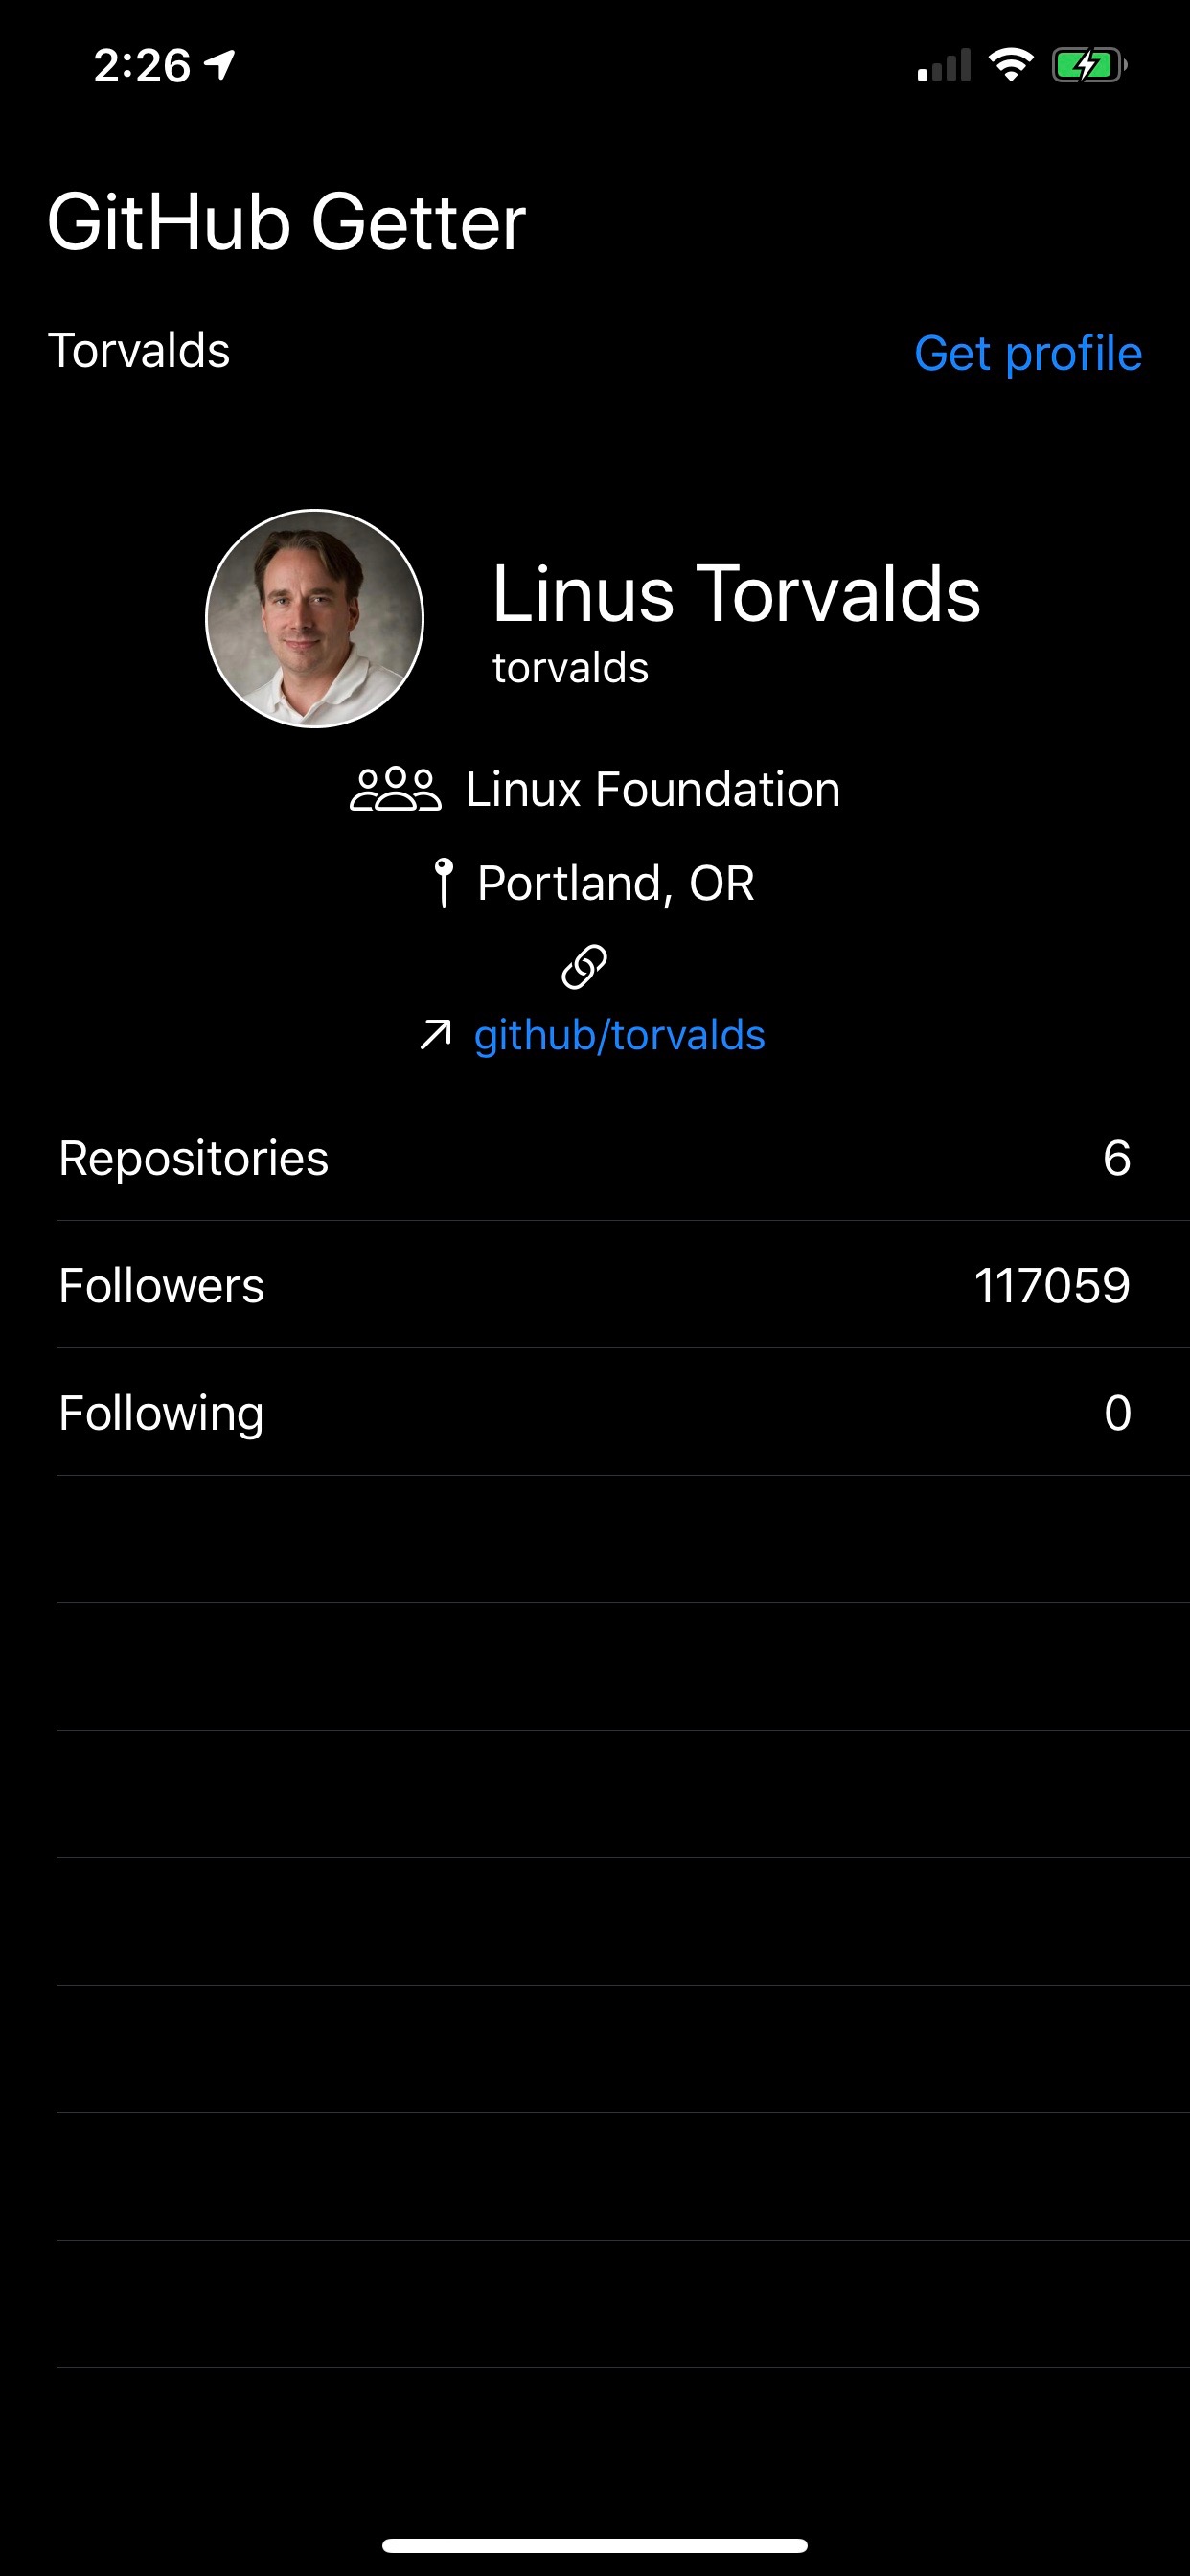 2:26
GitHub Getter
Torvalds Get profile
Linus Torvalds
torvalds
Linux Foundation
Portland, OR
github/torvalds
Repositories 6
Followers 117059
Following 0